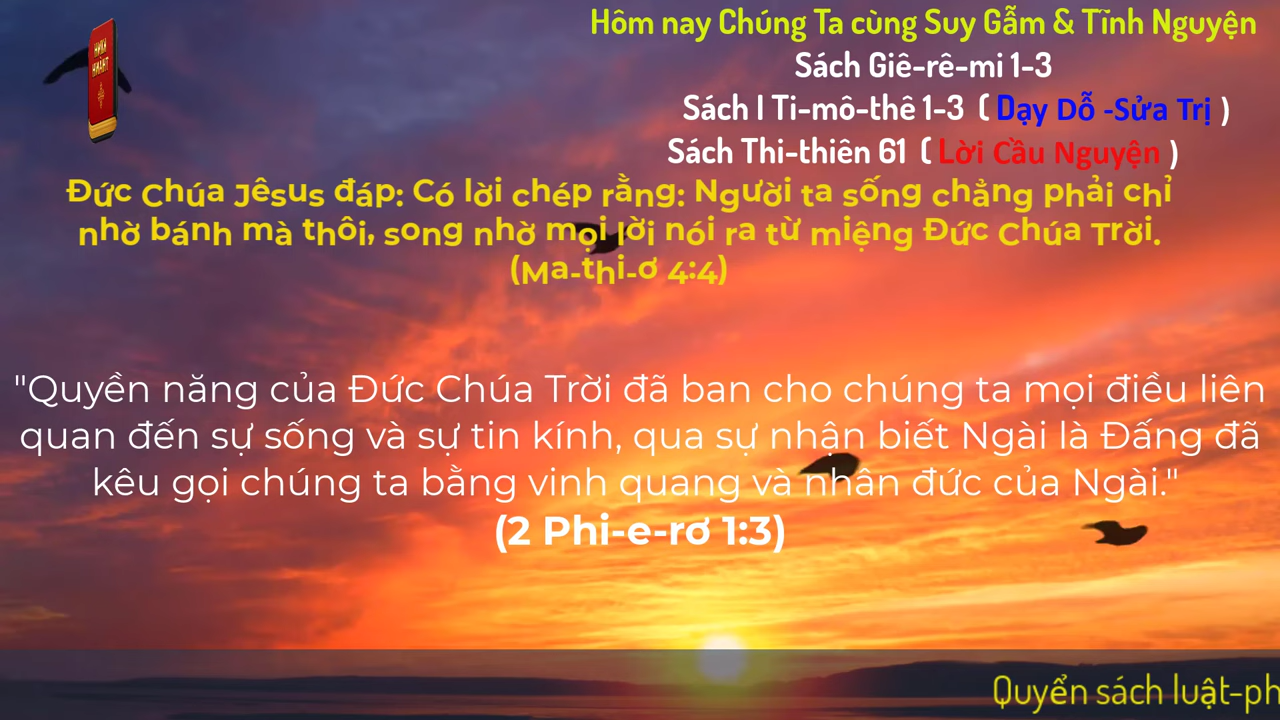 Hôm nay Chúng Ta cùng Suy Gẫm & Tĩnh Nguyện
Sách Giê-rê-mi 1-3
Sách I Ti-mô-thê 1-3 ( Dạy Dỗ -Sửa Trị )
Sách Thi-thiên 61 ( Lời Cầu Nguyện )
Đức Chúa Jêsus đáp: Có lời chép rằng: Người ta sống chẳng phải chỉ
nhờ bánh mà thôi, song nhờ mọi lời nói ra từ miệng Đức Chúa Trời.
(Ma-thi-ơ 4:4)
"Quyền năng của Đức Chúa Trời đã ban cho chúng ta mọi điều liên
quan đến sự sống và sự tin kính, qua sự nhận biết Ngài là Đấng đã
kêu gọi chúng ta bằng vinh quang và nhân đức của Ngài."
(2 Phi-e-rơ 1:3)
Quyển sách luật-ph